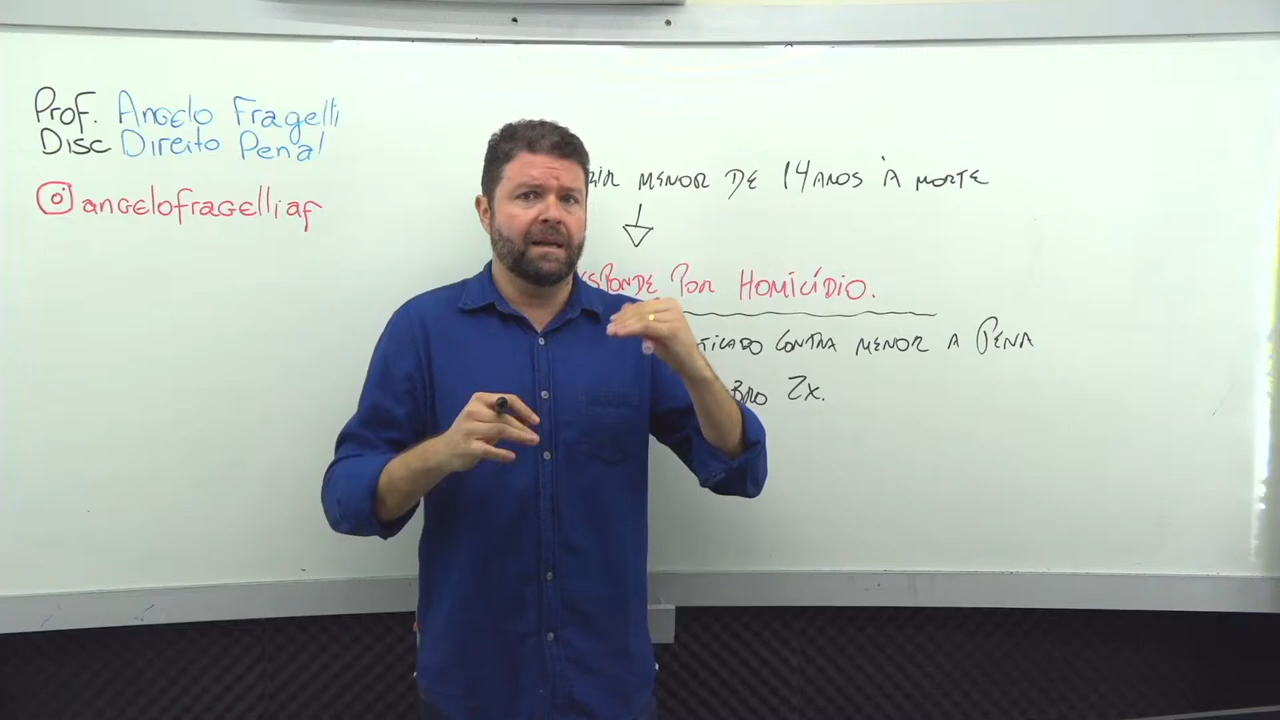 Prof. Angelo Fragelli
Disc Direito Penal
angelofragelliaf
MENOR DE 14 ANOS À MORTE
POR HOMICÍDIO.
CONTRA MENOR A PENA
2x.